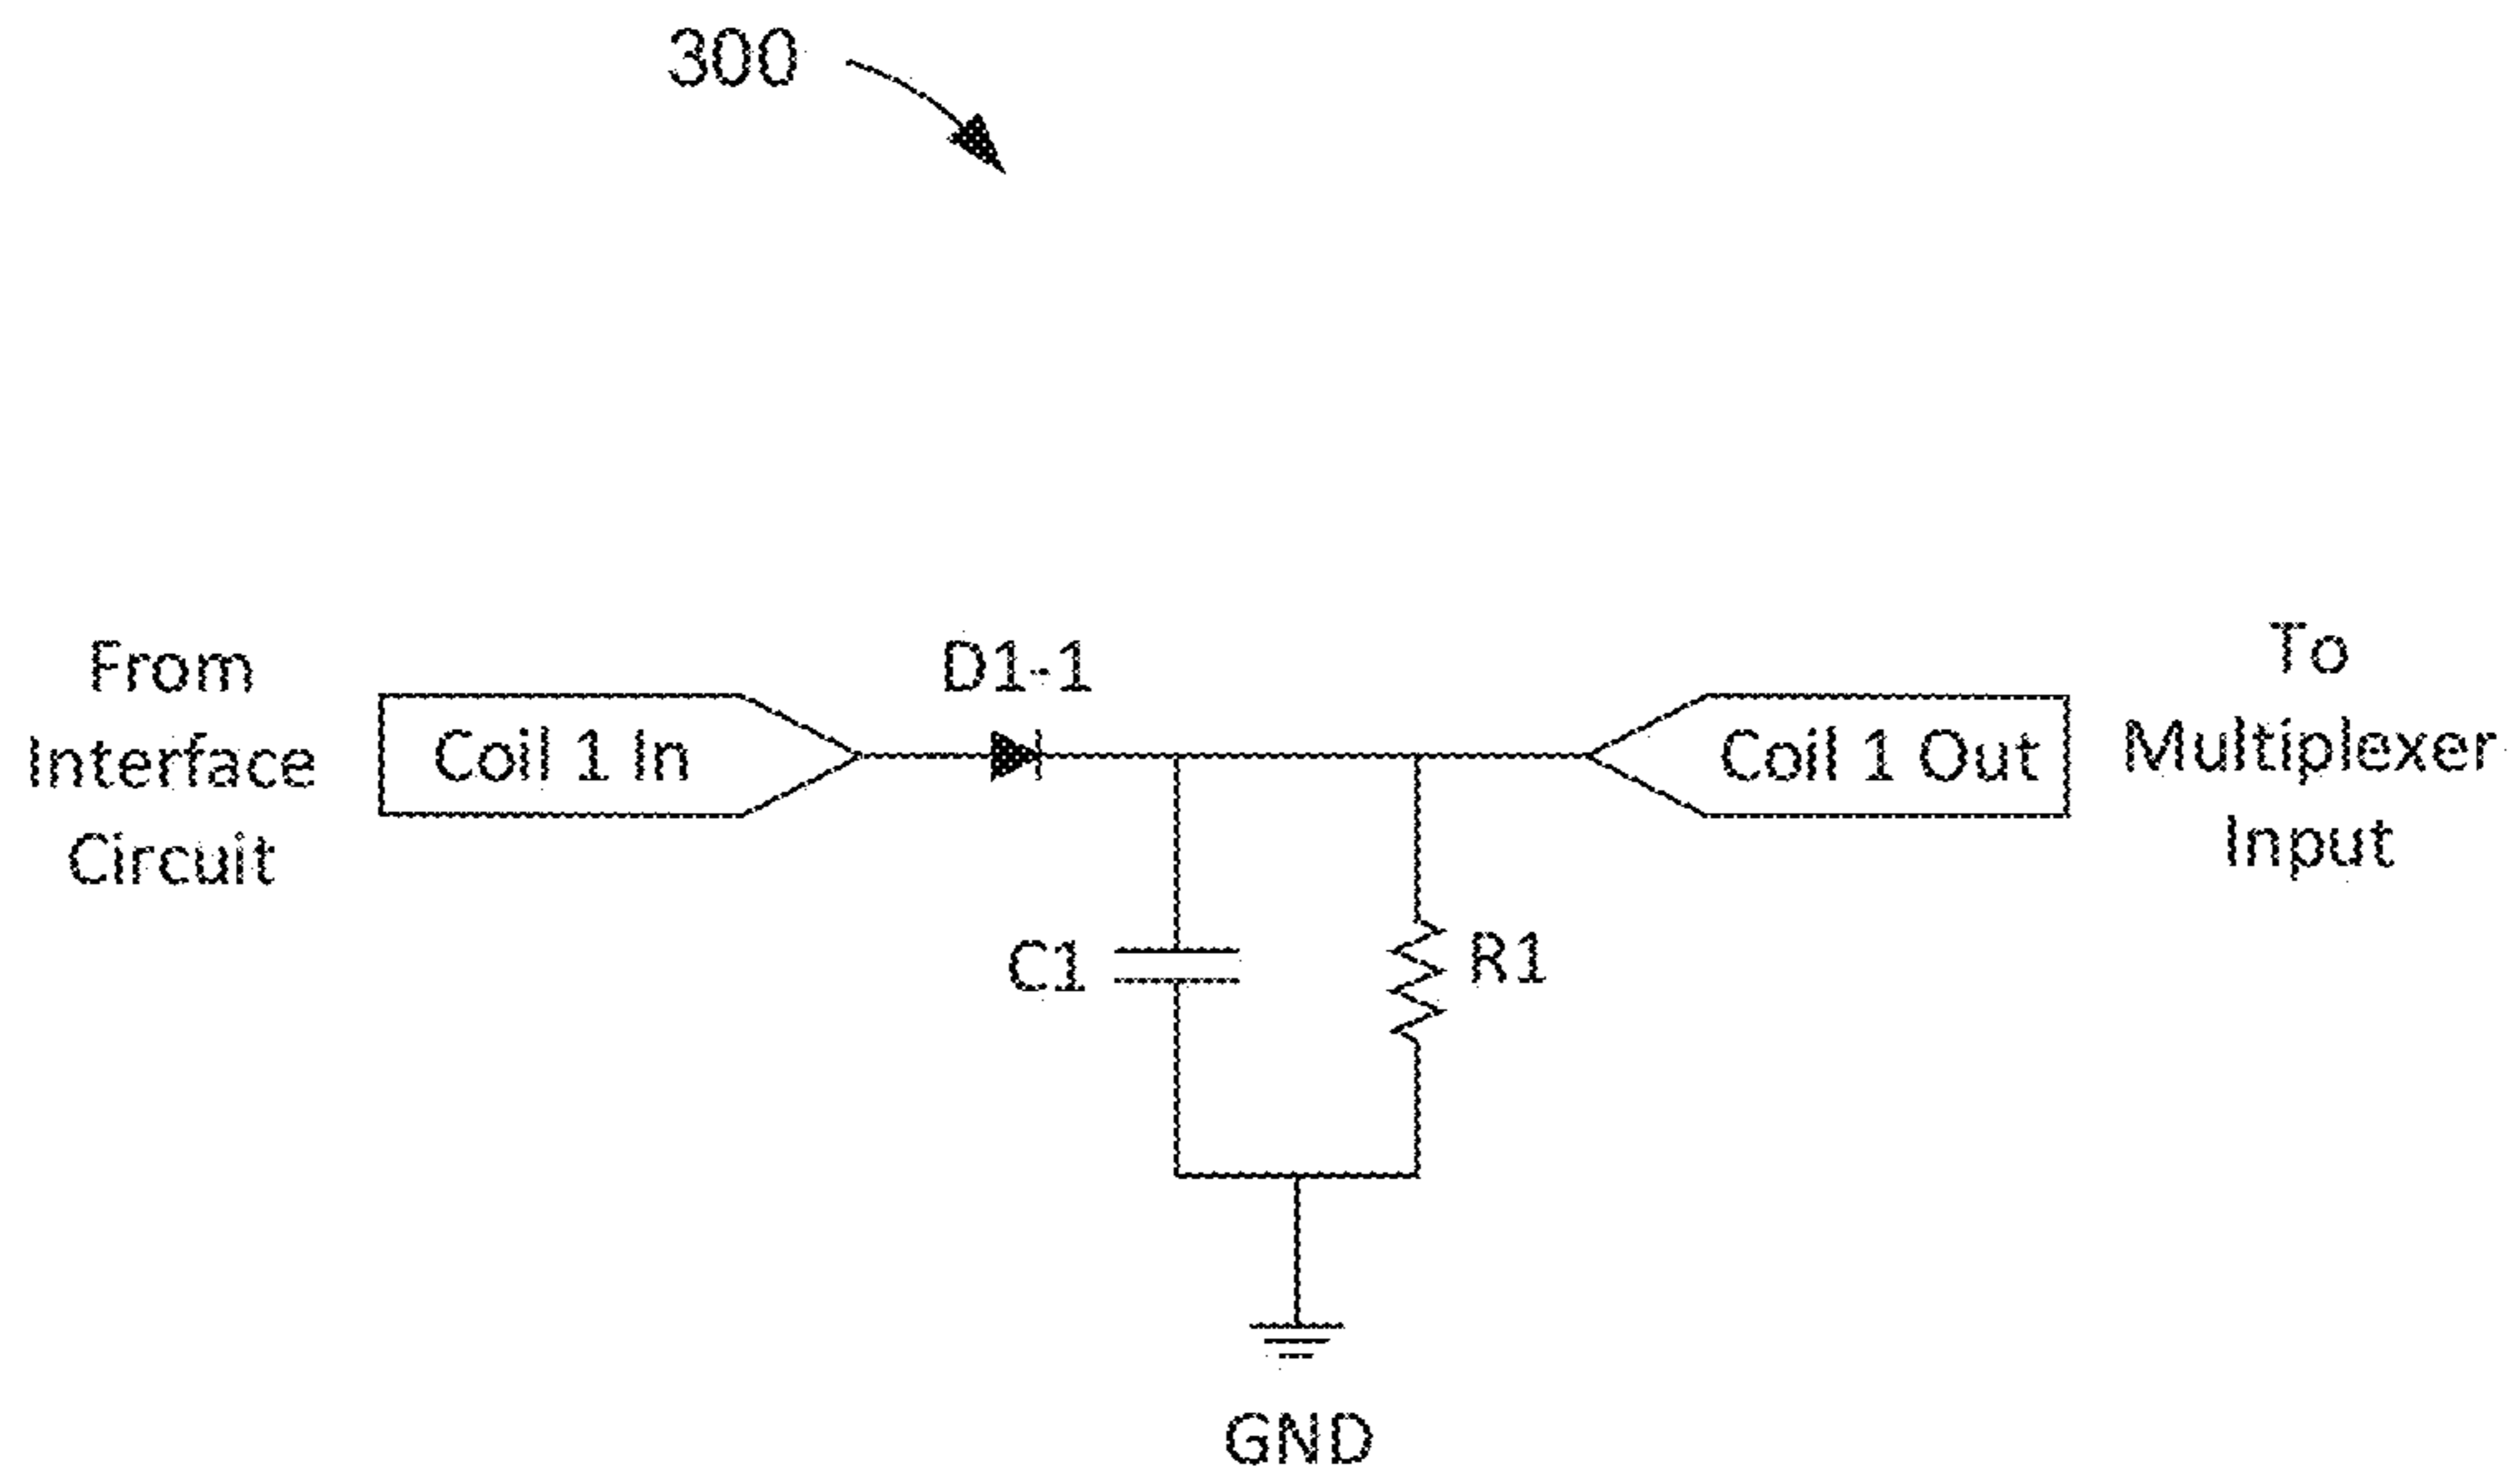 300
From
Interface
Circuit
Coil 1 In
D1-1
Coil 1 Out
To
Multiplexer
Input
C1
R1
GND